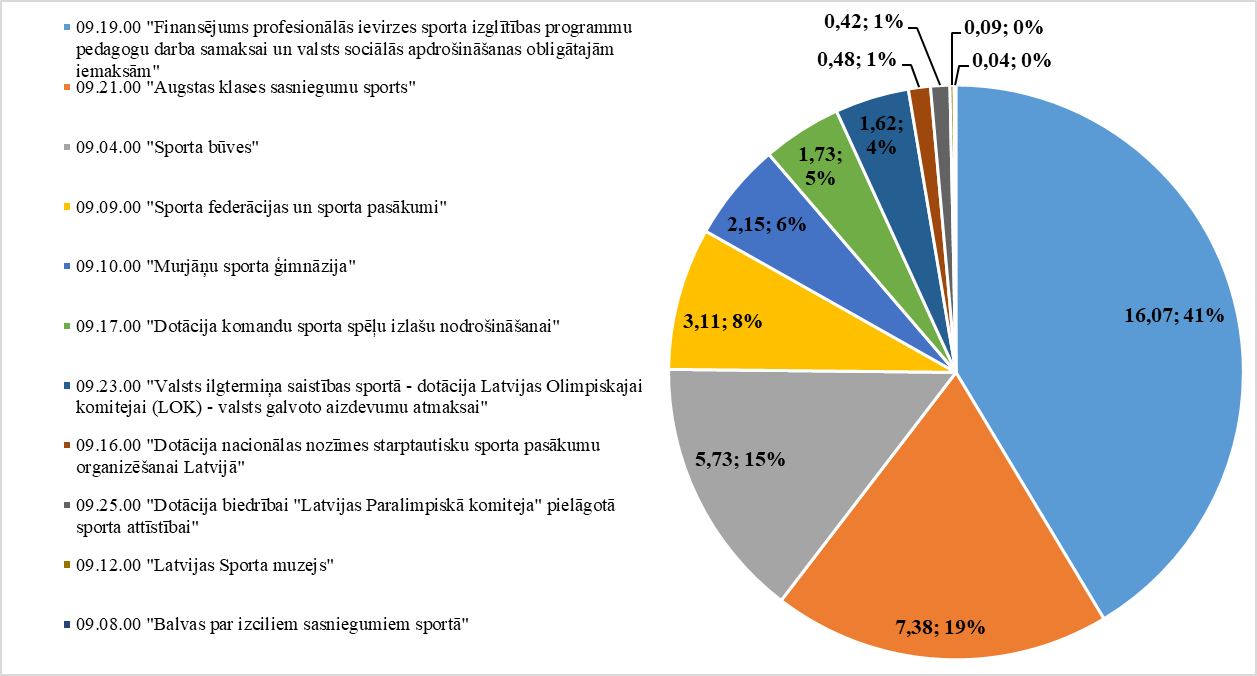 09.19.00 "Finansējums profesionālās ievirzes sporta izglītības programmu
pedagogu darba samaksai un valsts sociālās apdrošināšanas obligātajām
iemaksām"
09.21.00 "Augstas klases sasniegumu sports"
09.04.00 "Sporta būves"
09.09.00 "Sporta federācijas un sporta pasākumi"
09.10.00 "Murjāņu sporta ģimnāzija"
09.17.00 "Dotācija komandu sporta spēļu izlašu nodrošināšanai"
09.23.00 "Valsts ilgtermiņa saistības sportā - dotācija Latvijas Olimpiskajai
komitejai (LOK) - valsts galvoto aizdevumu atmaksai"
09.16.00 "Dotācija nacionālas nozīmes starptautisku sporta pasākumu
organizēšanai Latvijā"
09.25.00 "Dotācija biedrībai "Latvijas Paralimpiskā komiteja" pielāgotā
sporta attīstībai"
09.12.00 "Latvijas Sporta muzejs"
09.08.00 "Balvas par izciliem sasniegumiem sportā"
16,07; 41%
7,38; 19%
5,73; 15%
3,11; 8%
2,15; 6%
1,73;
5%
1,62;
4%
0,48; 1%
0,42; 1%
0,09; 0%
0,04; 0%